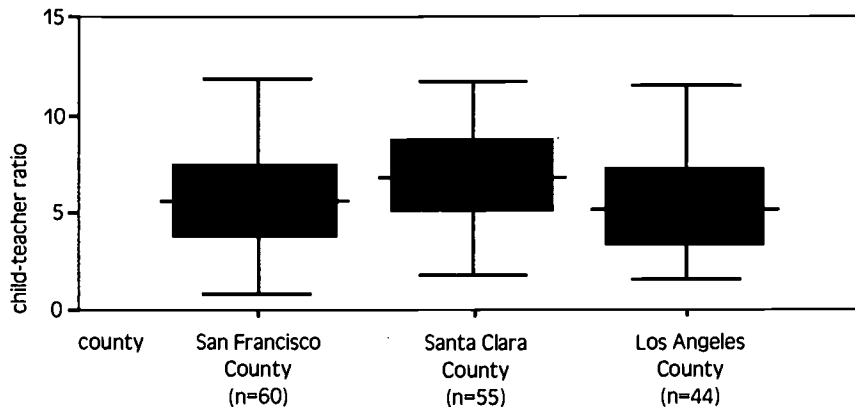 15
10
5
0
child-teacher ratio
county
San Francisco
County
(n=60)
Santa Clara
County
(n=55)
Los Angeles
County
(n=44)